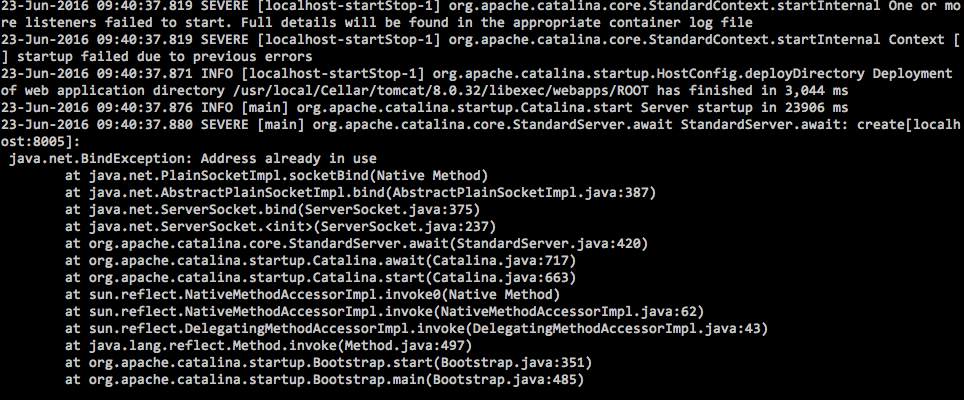 23-Jun-2016 09:40:37.819 SEVERE [localhost-startStop-1] org.apache.catalina.core.StandardContext.startInternal One or mo
re listeners failed to start. Full details will be found in the appropriate container log file
23-Jun-2016 09:40:37.819 SEVERE [localhost-startStop-1] org.apache.catalina.core.StandardContext.startInternal Context [
] startup failed due to previous errors
23-Jun-2016 09:40:37.871 INFO [localhost-startStop-1] org.apache.catalina.startup.HostConfig.deployDirectory Deployment
of web application directory /usr/local/Cellar/tomcat/8.0.32/libexec/webapps/ROOT has finished in 3,044 ms
23-Jun-2016 09:40:37.876 INFO [main] org.apache.catalina.startup.Catalina.start Server startup in 23906 ms
23-Jun-2016 09:40:37.880 SEVERE [main] org.apache.catalina.core.StandardServer.await StandardServer.await: create[localh
ost:8005]:
 java.net.BindException: Address already in use
        at java.net.PlainSocketImpl.socketBind(Native Method)
        at java.net.AbstractPlainSocketImpl.bind(AbstractPlainSocketImpl.java:387)
        at java.net.ServerSocket.bind(ServerSocket.java:375)
        at java.net.ServerSocket.<init>(ServerSocket.java:237)
        at org.apache.catalina.core.StandardServer.await(StandardServer.java:420)
        at org.apache.catalina.startup.Catalina.await(Catalina.java:717)
        at org.apache.catalina.startup.Catalina.start(Catalina.java:663)
        at sun.reflect.NativeMethodAccessorImpl.invoke0(Native Method)
        at sun.reflect.NativeMethodAccessorImpl.invoke(NativeMethodAccessorImpl.java:62)
        at sun.reflect.DelegatingMethodAccessorImpl.invoke(DelegatingMethodAccessorImpl.java:43)
        at java.lang.reflect.Method.invoke(Method.java:497)
        at org.apache.catalina.startup.Bootstrap.start(Bootstrap.java:351)
        at org.apache.catalina.startup.Bootstrap.main(Bootstrap.java:485)